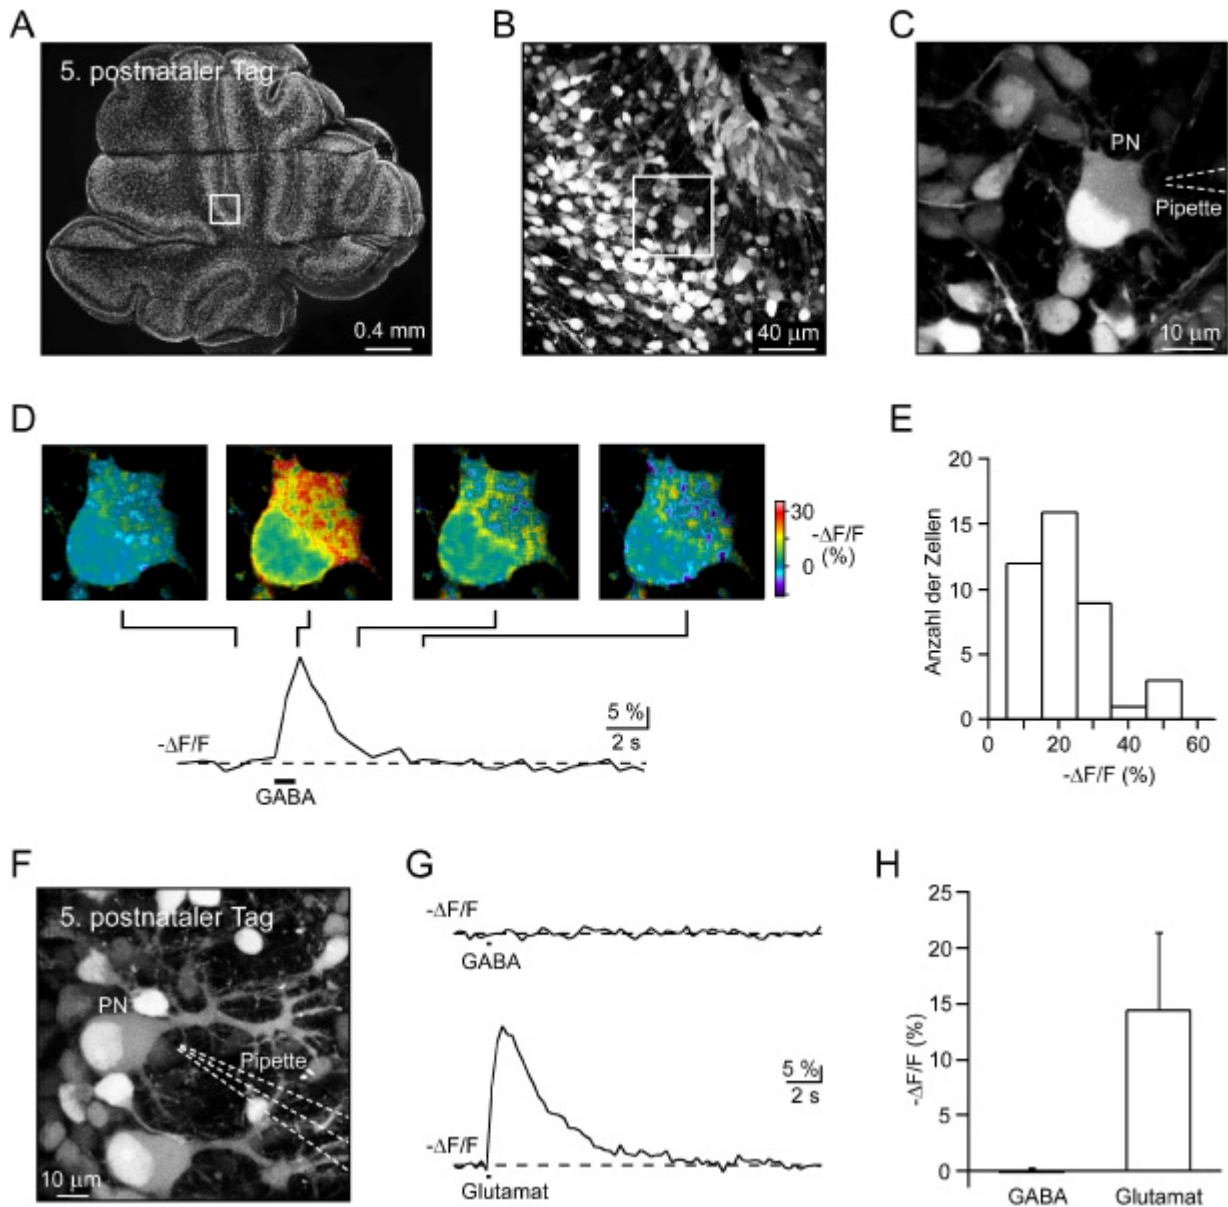 A
5. postnataler Tag
0.4 mm
B
40 μm
C
PN
Pipette
10 μm
D
30
-ΔF/F
(%)
0
5 %
2 s
-ΔF/F
GABA
E
20
15
10
5
0
Anzahl der Zellen
0 20 40 60
-ΔF/F (%)
F
5. postnataler Tag
PN
Pipette
10 μm
G
-ΔF/F
GABA
5 %
2 s
-ΔF/F
Glutamat
H
25
20
15
10
5
0
-ΔF/F (%)
GABA Glutamat